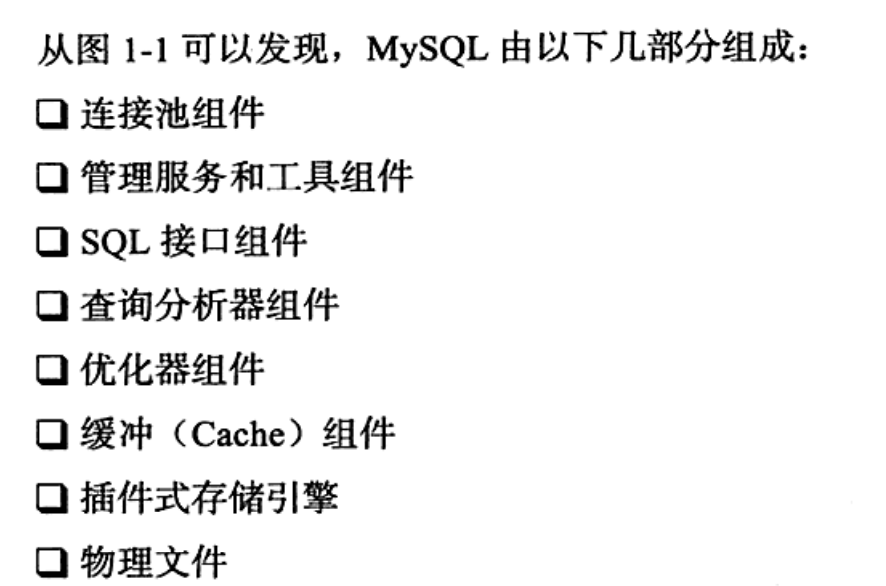 从图 1-1 可以发现，MySQL 由以下几部分组成：
❏ 连接池组件
❏ 管理服务和工具组件
❏ SQL 接口组件
❏ 查询分析器组件
❏ 优化器组件
❏ 缓冲（Cache）组件
❏ 插件式存储引擎
❏ 物理文件